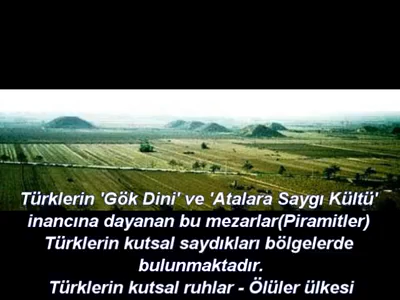 Türklerin 'Gök Dini' ve 'Atalara Saygı Kültü'
inancına dayanan bu mezarlar(Piramitler)
Türklerin kutsal saydıkları bölgelerde
bulunmaktadır.
Türklerin kutsal ruhlar - Ölüler ülkesi